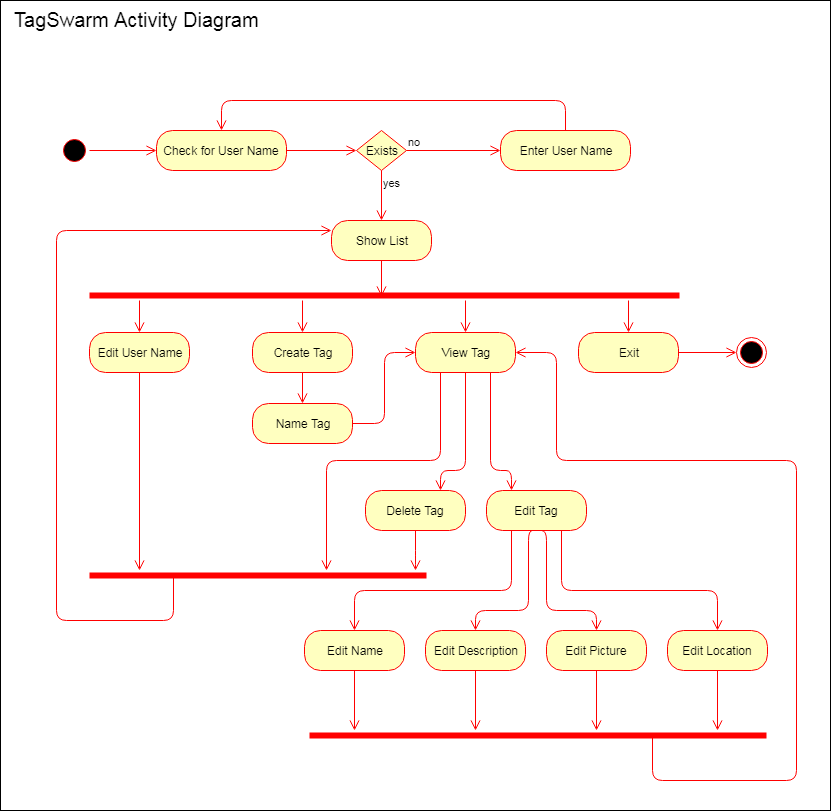 TagSwarm Activity Diagram
Check for User Name
Exists
no
Enter User Name
yes
Show List
Edit User Name
Create Tag
View Tag
Exit
Name Tag
Delete Tag
Edit Tag
Edit Name
Edit Description
Edit Picture
Edit Location